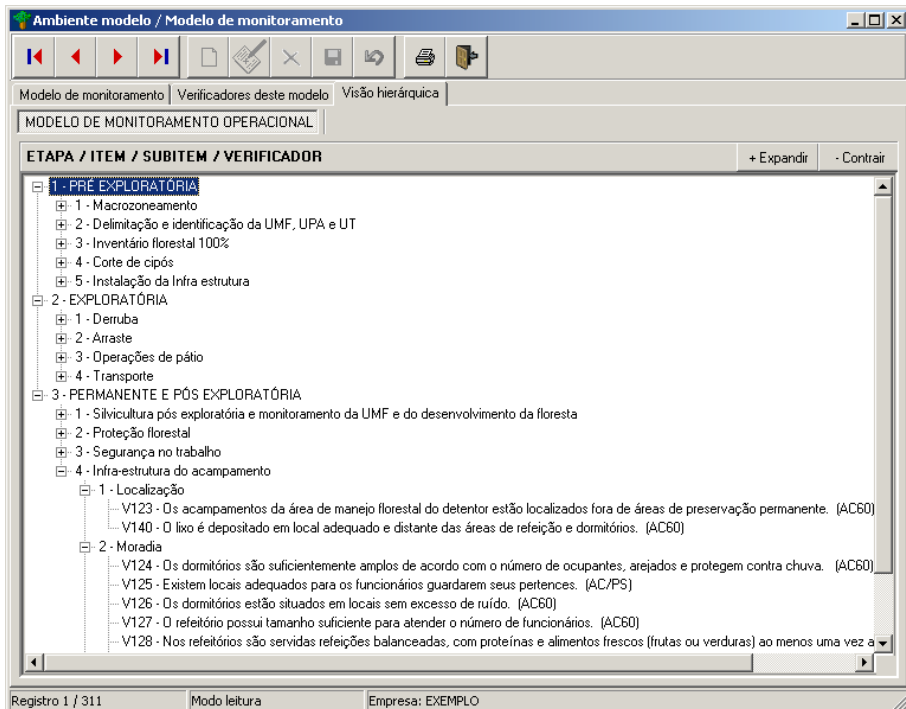 Ambiente modelo / Modelo de monitoramento
Modelo de monitoramento Verificadores deste modelo Visão hierárquica
MODELO DE MONITORAMENTO OPERACIONAL
ETAPA / ITEM / SUBITEM / VERIFICADOR + Expandir - Contrair
1 - PRÉ EXPLORATÓRIA
1 - Macrozoneamento
2 - Delimitação e identificação da UMF, UPA e UT
3 - Inventário florestal 100%
4 - Corte de cipós
5 - Instalação da Infra estrutura
2 - EXPLORATÓRIA
1 - Derruba
2 - Arraste
3 - Operações de pátio
4 - Transporte
3 - PERMANENTE E PÓS EXPLORATÓRIA
1 - Silvicultura pós exploratória e monitoramento da UMF e do desenvolvimento da floresta
2 - Proteção florestal
3 - Segurança no trabalho
4 - Infra-estrutura do acampamento
1 - Localização
V123 - Os acampamentos da área de manejo florestal do detentor estão localizados fora de áreas de preservação permanente. (AC60)
V140 - O lixo é depositado em local adequado e distante das áreas de refeição e dormitórios. (AC60)
2 - Moradia
V124 - Os dormitórios são suficientemente amplos de acordo com o número de ocupantes, arejados e protegem contra chuva. (AC60)
V125 - Existem locais adequados para os funcionários guardarem seus pertences. (AC/PS)
V126 - Os dormitórios estão situados em locais sem excesso de ruído. (AC60)
V127 - O refeitório possui tamanho suficiente para atender o número de funcionários. (AC60)
V128 - Nos refeitórios são servidas refeições balanceadas, com proteínas e alimentos frescos (frutas ou verduras) ao menos uma vez a
Registro 1 / 311 Modo leitura Empresa: EXEMPLO